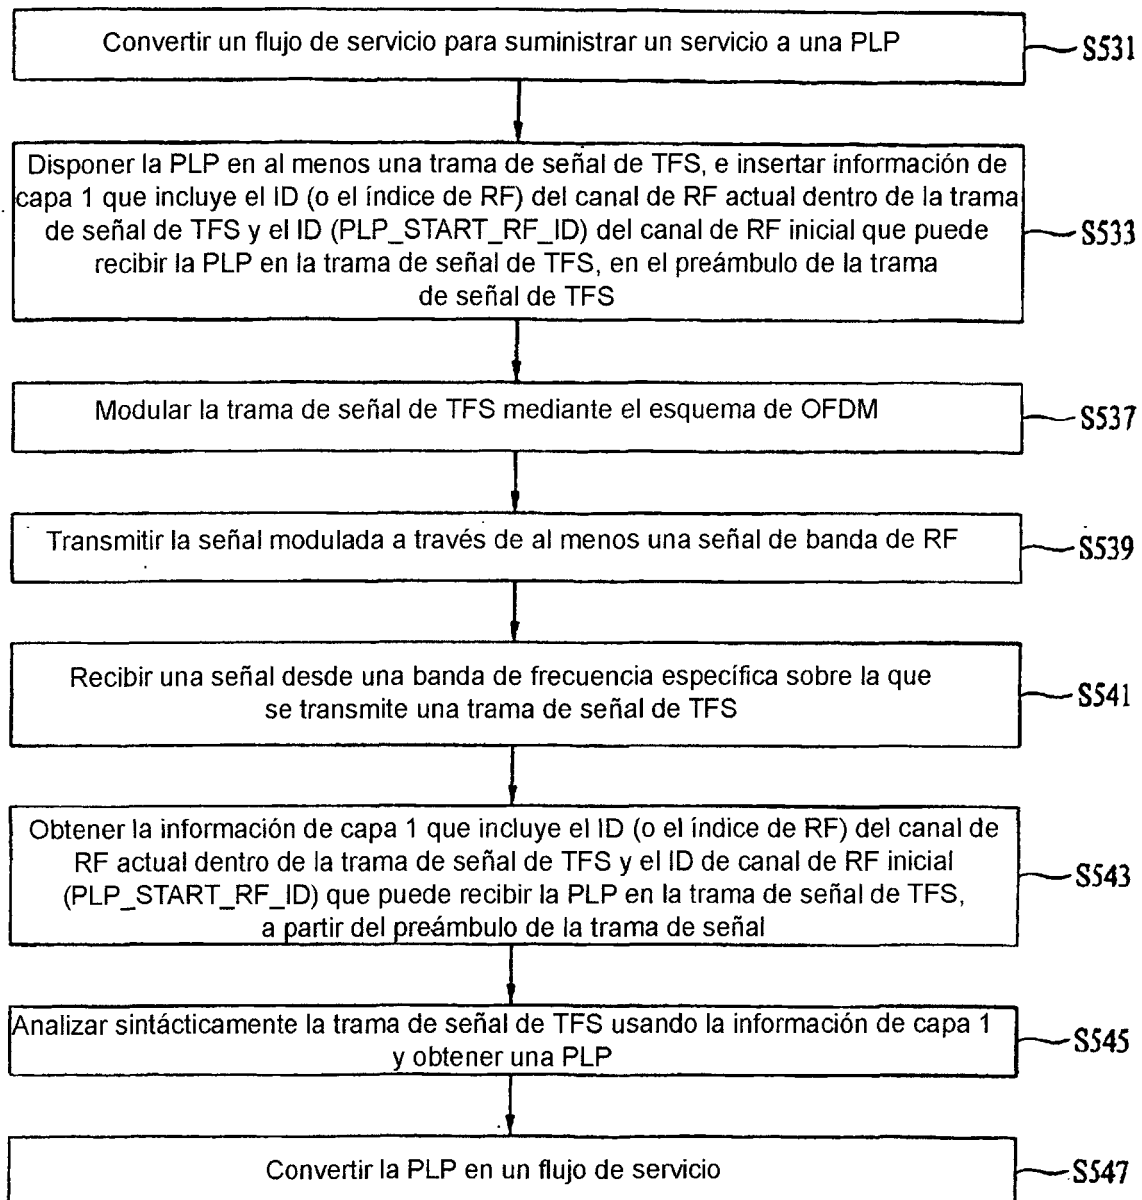 Convertir un flujo de servicio para suministrar un servicio a una PLP
S531
Disponer la PLP en al menos una trama de señal de TFS, e insertar información de
capa 1 que incluye el ID (o el índice de RF) del canal de RF actual dentro de la trama
de señal de TFS y el ID (PLP_START_RF_ID) del canal de RF inicial que puede
recibir la PLP en la trama de señal de TFS, en el preámbulo de la trama
de señal de TFS
S533
Modular la trama de señal de TFS mediante el esquema de OFDM
S537
Transmitir la señal modulada a través de al menos una señal de banda de RF
S539
Recibir una señal desde una banda de frecuencia específica sobre la que
se transmite una trama de señal de TFS
S541
Obtener la información de capa 1 que incluye el ID (o el índice de RF) del canal de
RF actual dentro de la trama de señal de TFS y el ID de canal de RF inicial
(PLP_START_RF_ID) que puede recibir la PLP en la trama de señal de TFS,
a partir del preámbulo de la trama de señal
S543
Analizar sintácticamente la trama de señal de TFS usando la información de capa 1
y obtener una PLP
S545
Convertir la PLP en un flujo de servicio
S547